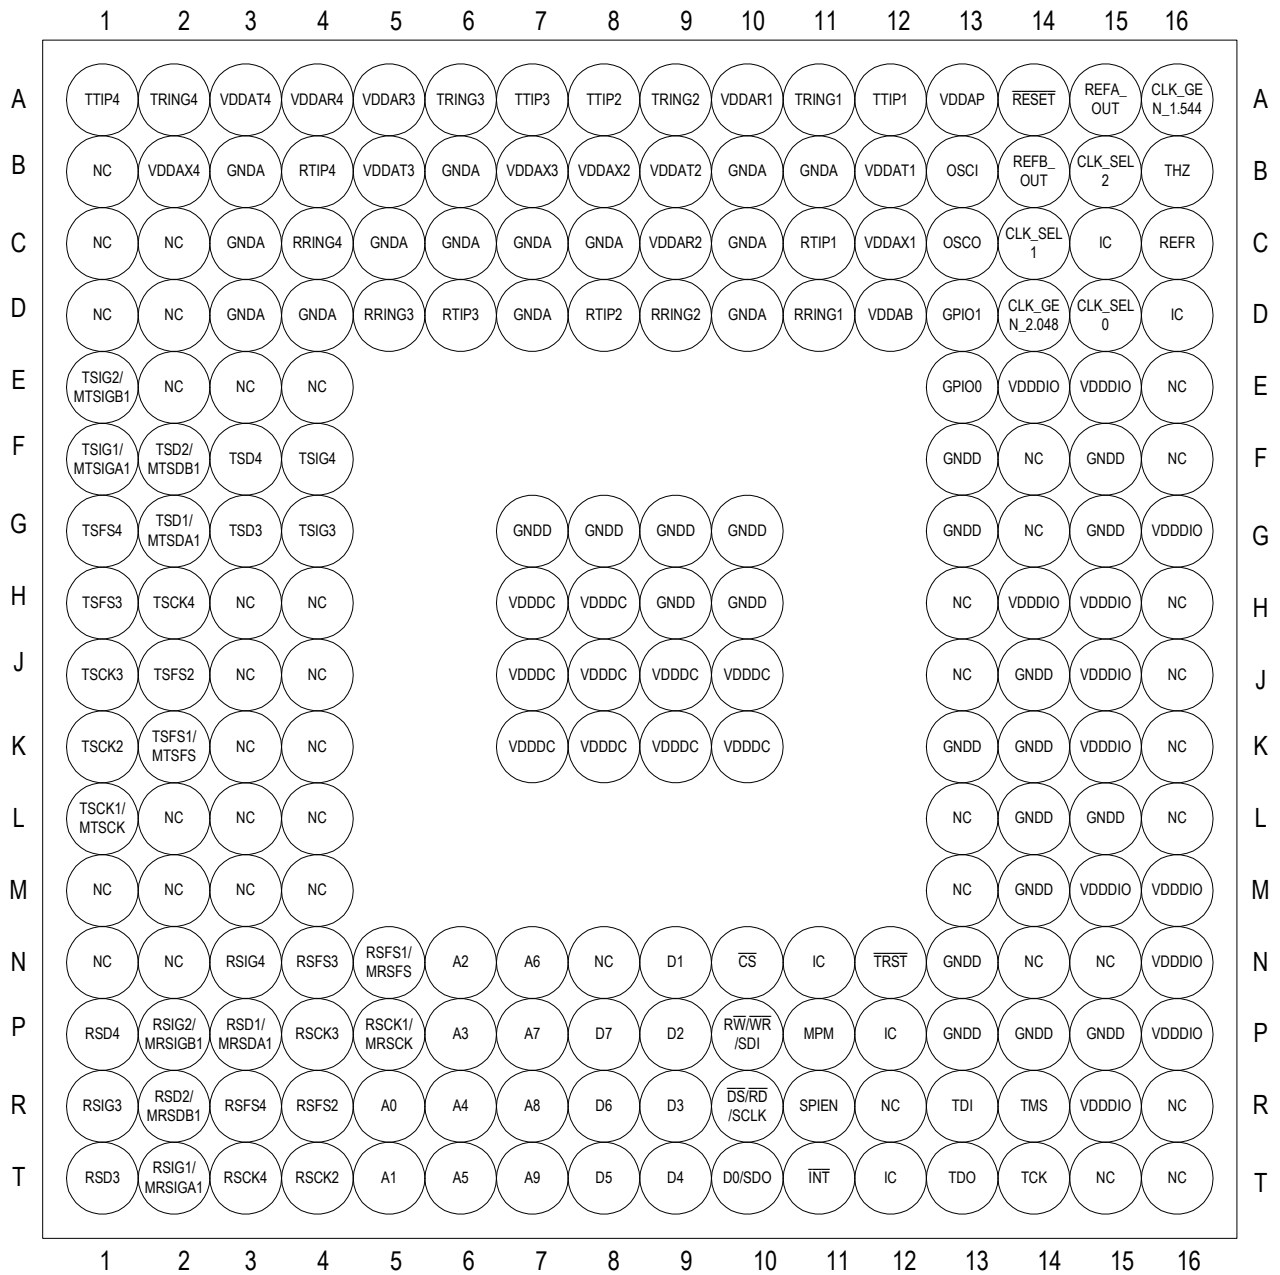 1 2 3 4 5 6 7 8 9 10 11 12 13 14 15 16
A TTIP4 TRING4 VDDAT4 VDDAR4 VDDAR3 TRING3 TTIP3 TTIP2 TRING2 VDDAR1 TRING1 TTIP1 VDDAP RESET REFA_ OUT CLK_GE N_1.544 A
B NC VDDAX4 GNDA RTIP4 VDDAT3 GNDA VDDAX3 VDDAX2 VDDAT2 GNDA GNDA VDDAT1 OSCI REFB_ OUT CLK_SEL 2 THZ B
C NC NC GNDA RRING4 GNDA GNDA GNDA GNDA VDDAR2 GNDA RTIP1 VDDAX1 OSCO CLK_SEL 1 IC REFR C
D NC NC GNDA GNDA RRING3 RTIP3 GNDA RTIP2 RRING2 GNDA RRING1 VDDAB GPIO1 CLK_GE N_2.048 CLK_SEL 0 IC D
E TSIG2/ MTSIGB1 NC NC NC GPIO0 VDDDIO VDDDIO NC E
F TSIG1/ MTSIGA1 TSD2/ MTSDB1 TSD4 TSIG4 GNDD NC GNDD NC F
G TSFS4 TSD1/ MTSDA1 TSD3 TSIG3 GNDD GNDD GNDD GNDD GNDD NC GNDD VDDDIO G
H TSFS3 TSCK4 NC NC VDDDC VDDDC GNDD GNDD NC VDDDIO VDDDIO NC H
J TSCK3 TSFS2 NC NC VDDDC VDDDC VDDDC VDDDC NC GNDD VDDDIO NC J
K TSCK2 TSFS1/ MTSFS NC NC VDDDC VDDDC VDDDC VDDDC GNDD GNDD VDDDIO NC K
L TSCK1/ MTSCK NC NC NC NC GNDD GNDD NC L
M NC NC NC NC NC GNDD VDDDIO VDDDIO M
N NC NC RSIG4 RSFS3 RSFS1/ MRSFS A2 A6 NC D1 CS IC TRST GNDD NC NC VDDDIO N
P RSD4 RSIG2/ MRSIGB1 RSD1/ MRSDA1 RSCK3 RSCK1/ MRSCK A3 A7 D7 D2 RW/WR /SDI MPM IC GNDD GNDD GNDD VDDDIO P
R RSIG3 RSD2/ MRSDB1 RSFS4 RSFS2 A0 A4 A8 D6 D3 DS/RD /SCLK SPIEN NC TDI TMS VDDDIO NC R
T RSD3 RSIG1/ MRSIGA1 RSCK4 RSCK2 A1 A5 A9 D5 D4 D0/SDO INT IC TDO TCK NC NC T
1 2 3 4 5 6 7 8 9 10 11 12 13 14 15 16